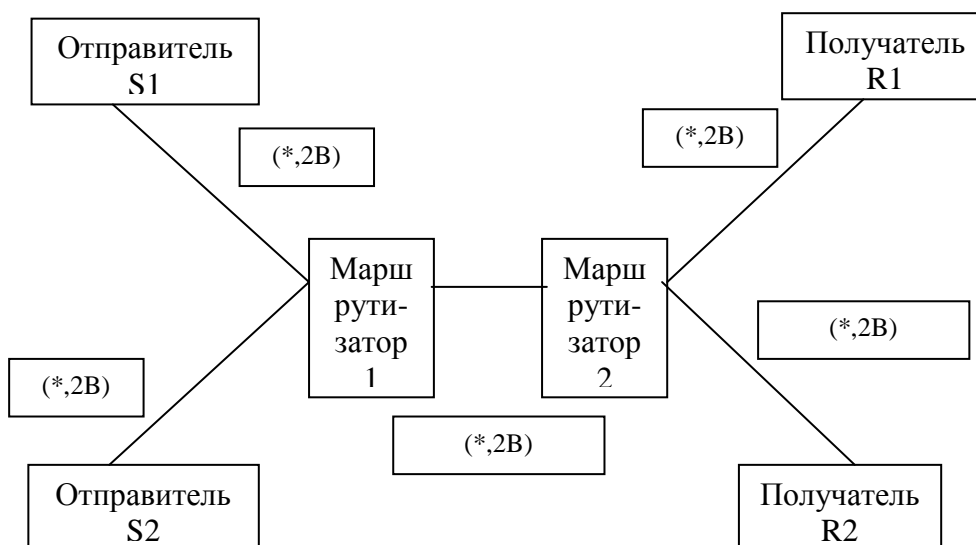 Отправитель
S1
Получатель
R1
(*,2B)
(*,2B)
Марш
рути-
затор
1
Марш
рути-
затор
2
(*,2B)
(*,2B)
(*,2B)
Отправитель
S2
Получатель
R2